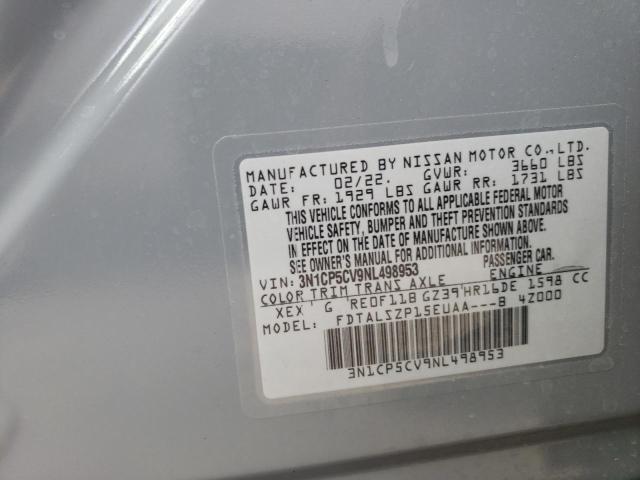 MANUFACTURED BY NISSAN MOTOR CO.,LTD.
DATE: 02/22. GVWR: 3660 LBS
GAWR FR: 1929 LBS GAWR RR: 1731 LBS
THIS VEHICLE CONFORMS TO ALL APPLICABLE FEDERAL MOTOR
VEHICLE SAFETY, BUMPER AND THEFT PREVENTION STANDARDS
IN EFFECT ON THE DATE OF MANUFACTURE SHOWN ABOVE.
SEE OWNER'S MANUAL FOR ADDITIONAL INFORMATION.
VIN: 3N1CP5CV9NL498953 PASSENGER CAR.
COLOR TRIM TRANS AXLE ENGINE
XEX G RE0F11B GZ39 HR16DE 1598 CC
MODEL: FDTALSZP15EUAA---B 4Z000
3N1CP5CV9NL498953